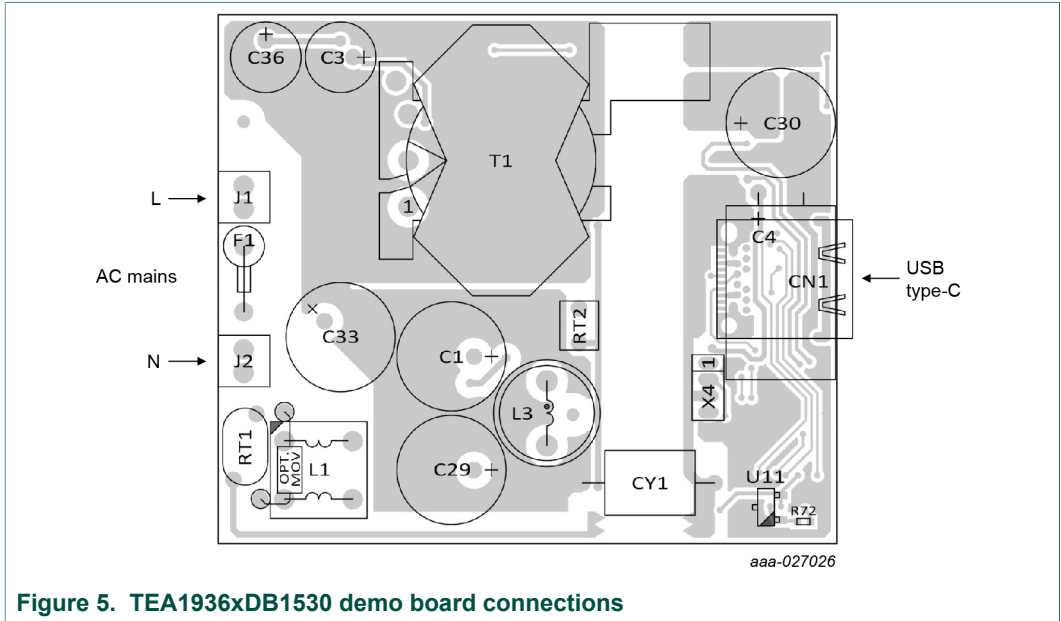 C36
C3
C30
T1
L
J1
1
F1
C4
AC mains
CN1
USB
type-C
C33
RT2
C1
N
J2
1
X4
L3
RT1
OPT.
MOV
L1
C29
CY1
U11
R72
aaa-027026
Figure 5. TEA1936xDB1530 demo board connections